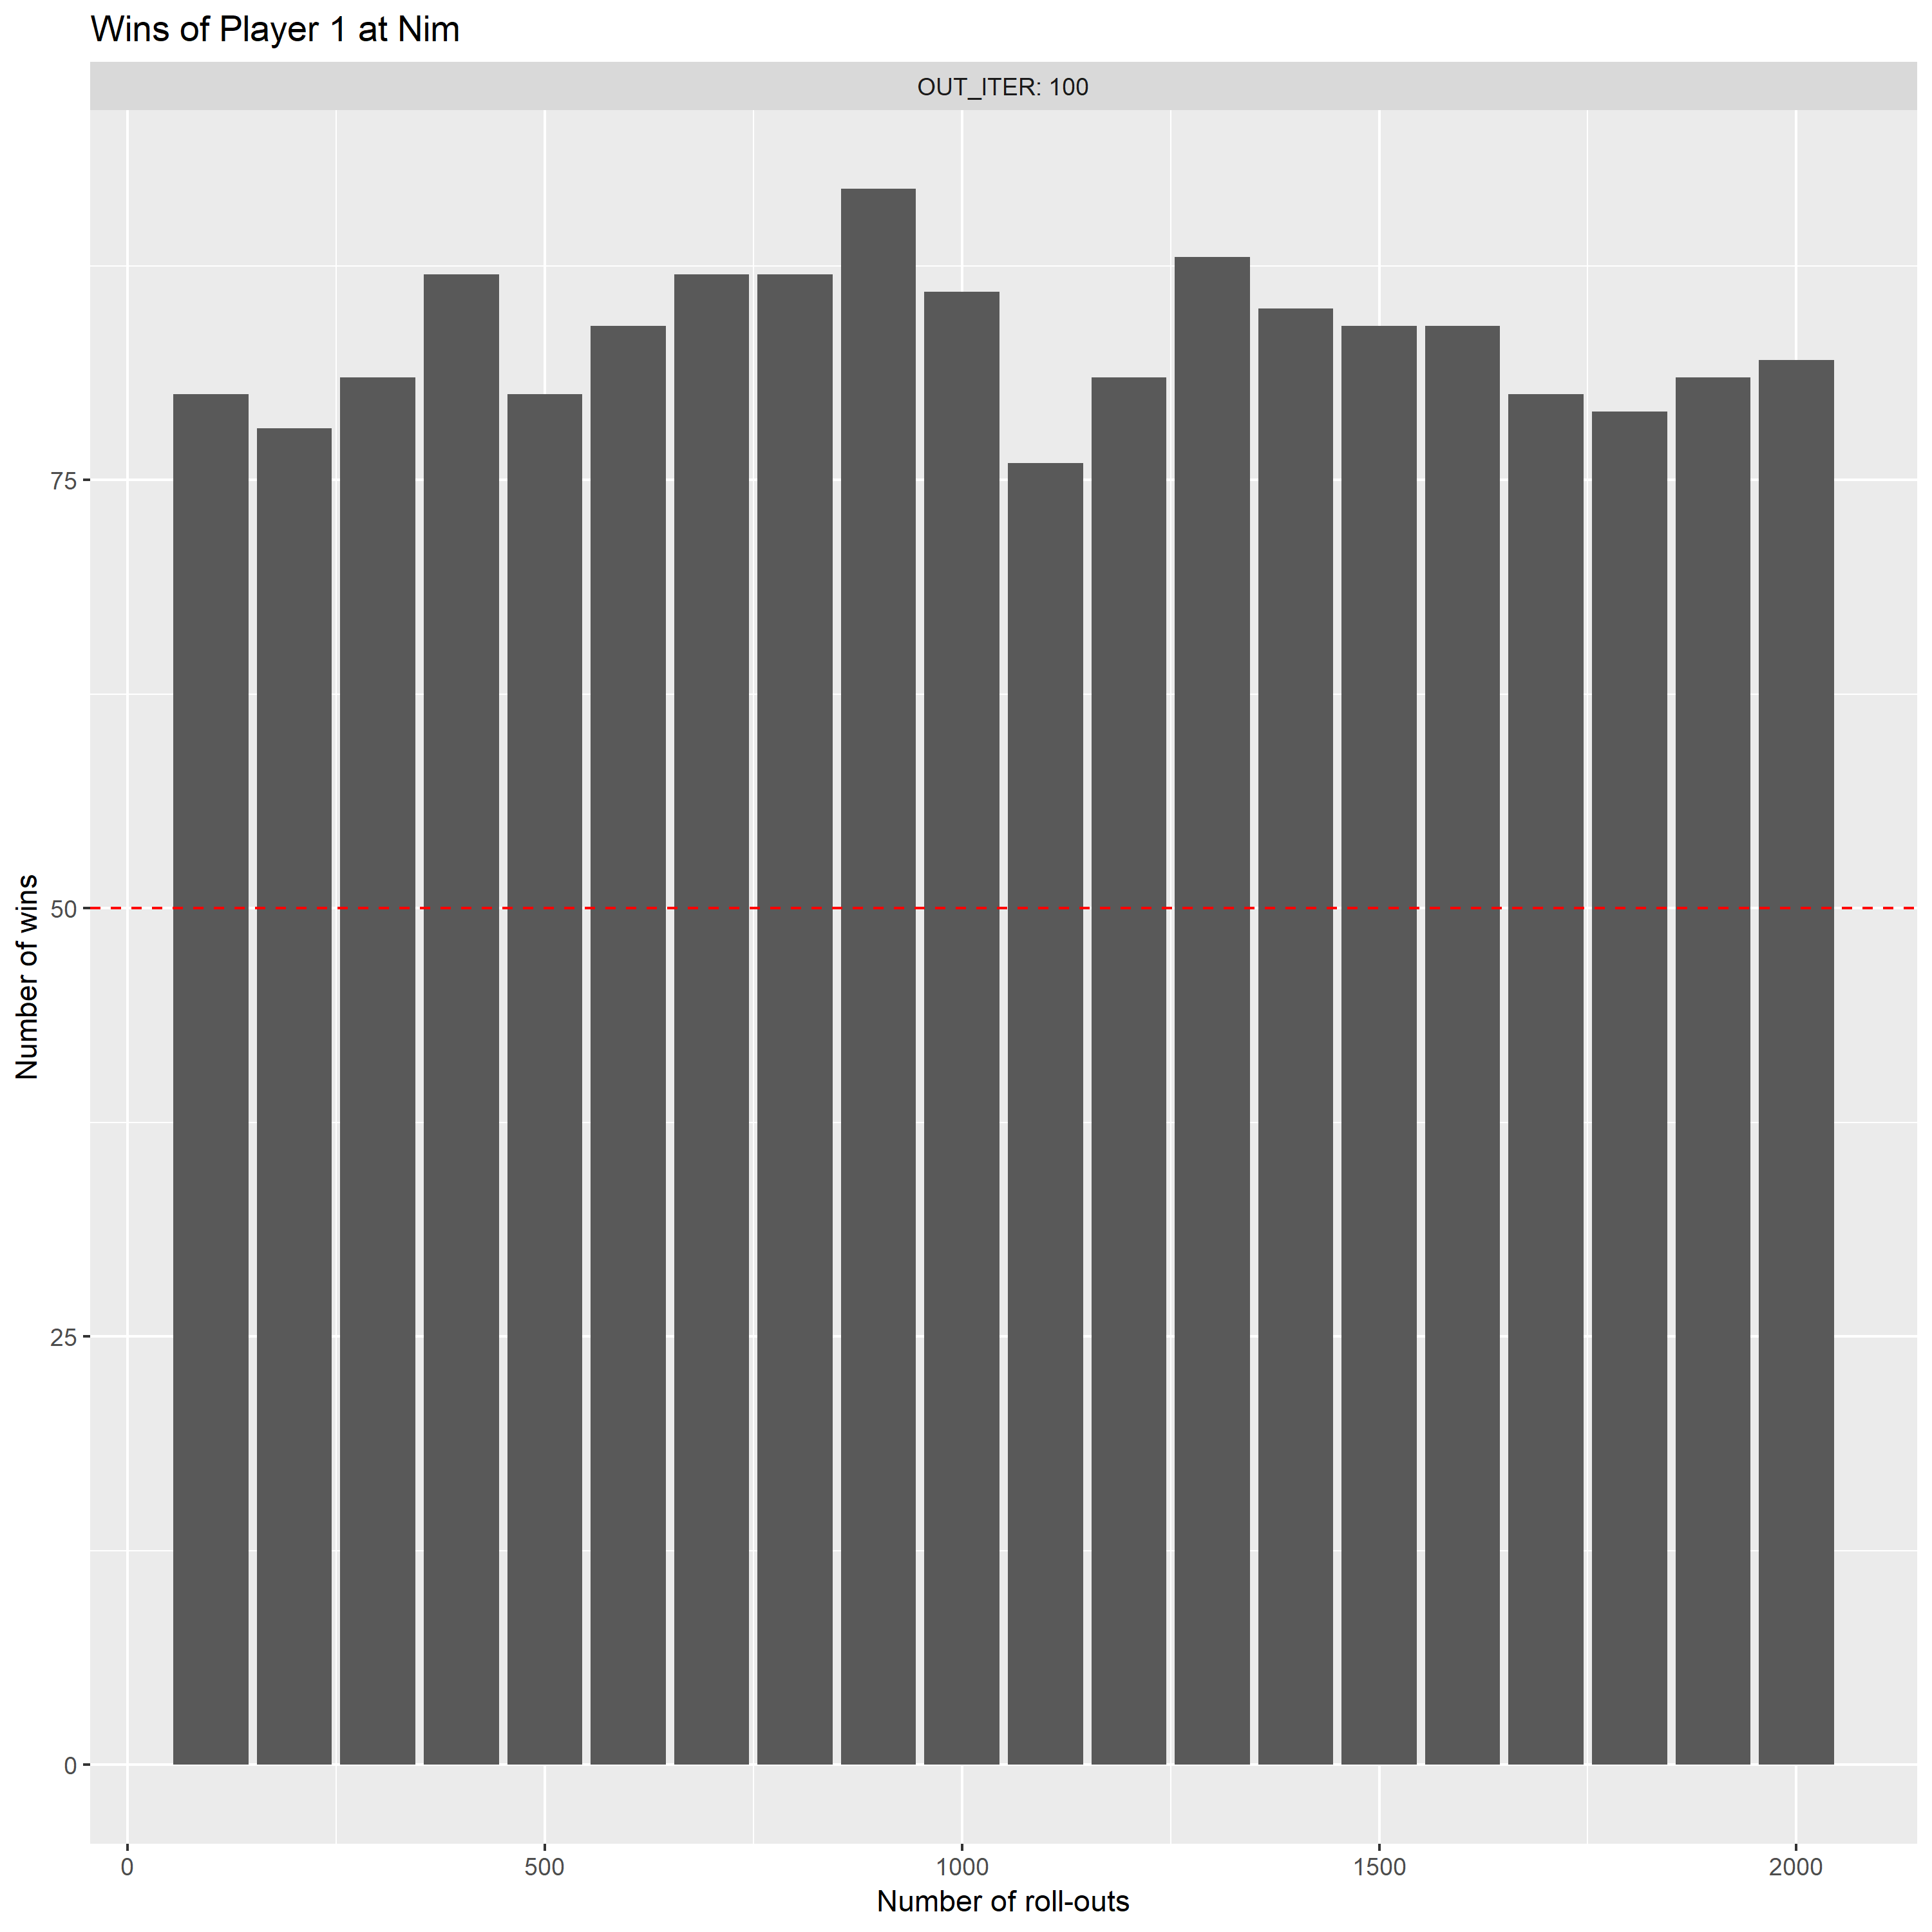 Wins of Player 1 at Nim
OUT_ITER: 100
Number of wins
75
50
25
0
0 500 1000 1500 2000
Number of roll-outs